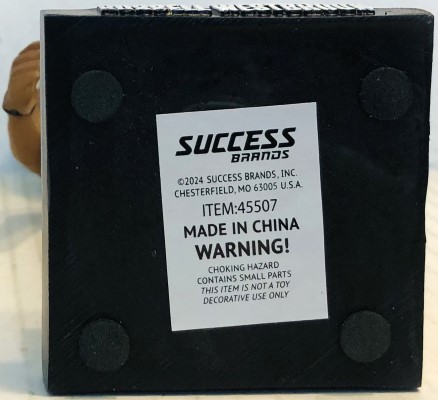 SUCCESS
BRANDS
©2024 SUCCESS BRANDS, INC.
CHESTERFIELD, MO 63005 U.S.A.
ITEM:45507
MADE IN CHINA
WARNING!
CHOKING HAZARD
CONTAINS SMALL PARTS
THIS ITEM IS NOT A TOY
DECORATIVE USE ONLY